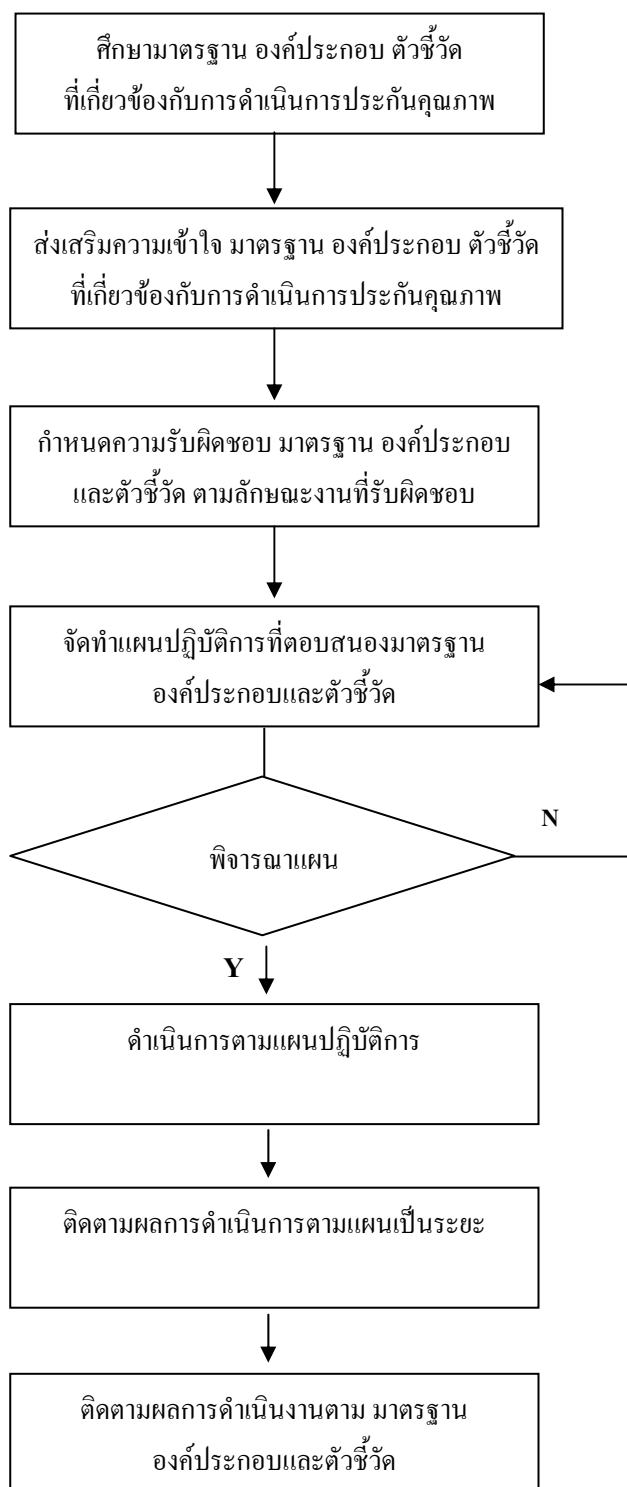 ศึกษามาตรฐาน องค์ประกอบ ตัวชี้วัด
ที่เกี่ยวข้องกับการดำเนินการประกันคุณภาพ
ส่งเสริมความเข้าใจ มาตรฐาน องค์ประกอบ ตัวชี้วัด
ที่เกี่ยวข้องกับการดำเนินการประกันคุณภาพ
กำหนดความรับผิดชอบ มาตรฐาน องค์ประกอบ
และตัวชี้วัด ตามลักษณะงานที่รับผิดชอบ
จัดทำแผนปฏิบัติการที่ตอบสนองมาตรฐาน
องค์ประกอบและตัวชี้วัด
N
พิจารณาแผน
Y
ดำเนินการตามแผนปฏิบัติการ
ติดตามผลการดำเนินการตามแผนเป็นระยะ
ติดตามผลการดำเนินงานตาม มาตรฐาน
องค์ประกอบและตัวชี้วัด